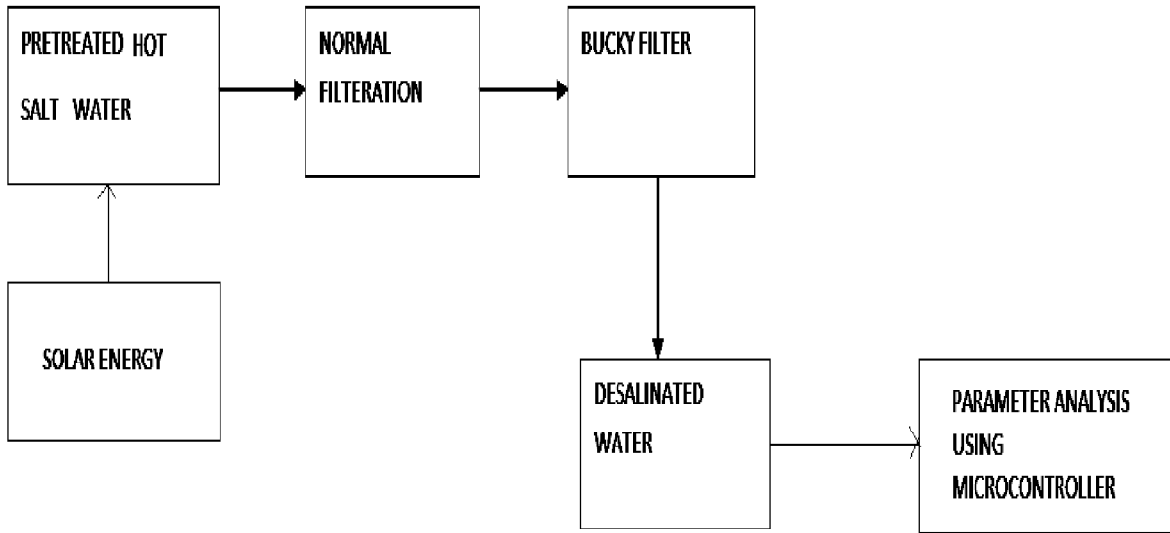 PRETREATED HOT
SALT WATER
NORMAL
FILTERATION
BUCKY FILTER
SOLAR ENERGY
DESALINATED
WATER
PARAMETER ANALYSIS
USING
MICROCONTROLLER